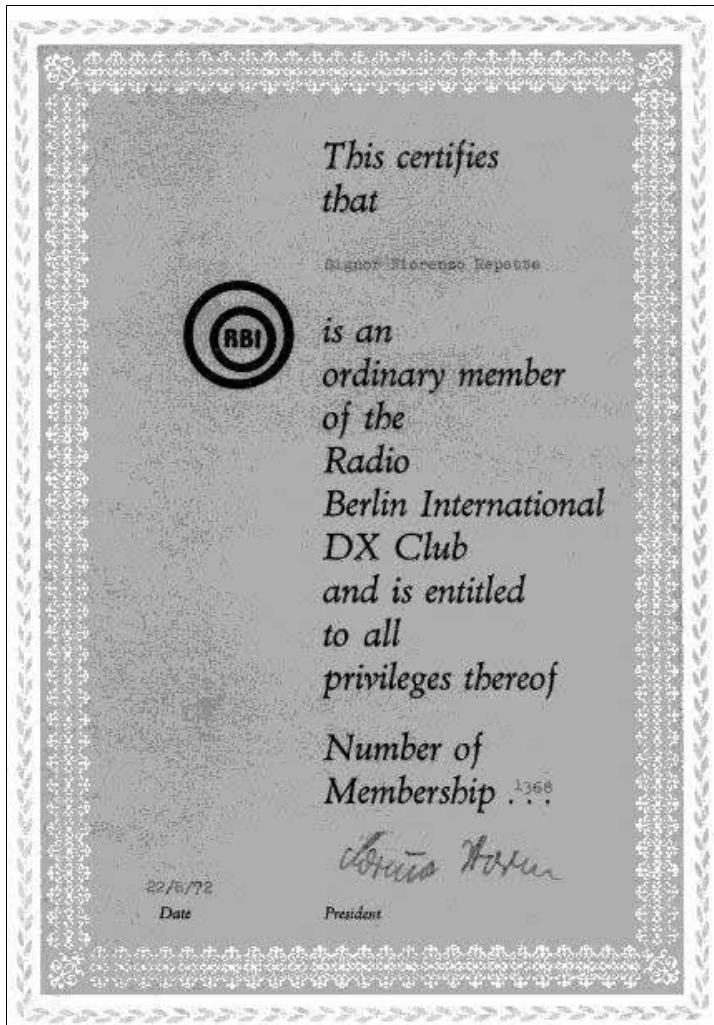 This certifies
that
Signor Fiorenzo Repetto
RBI
is an
ordinary member
of the
Radio
Berlin International
DX Club
and is entitled
to all
privileges thereof
Number of
Membership . . .
1368
22/6/72
Date
President